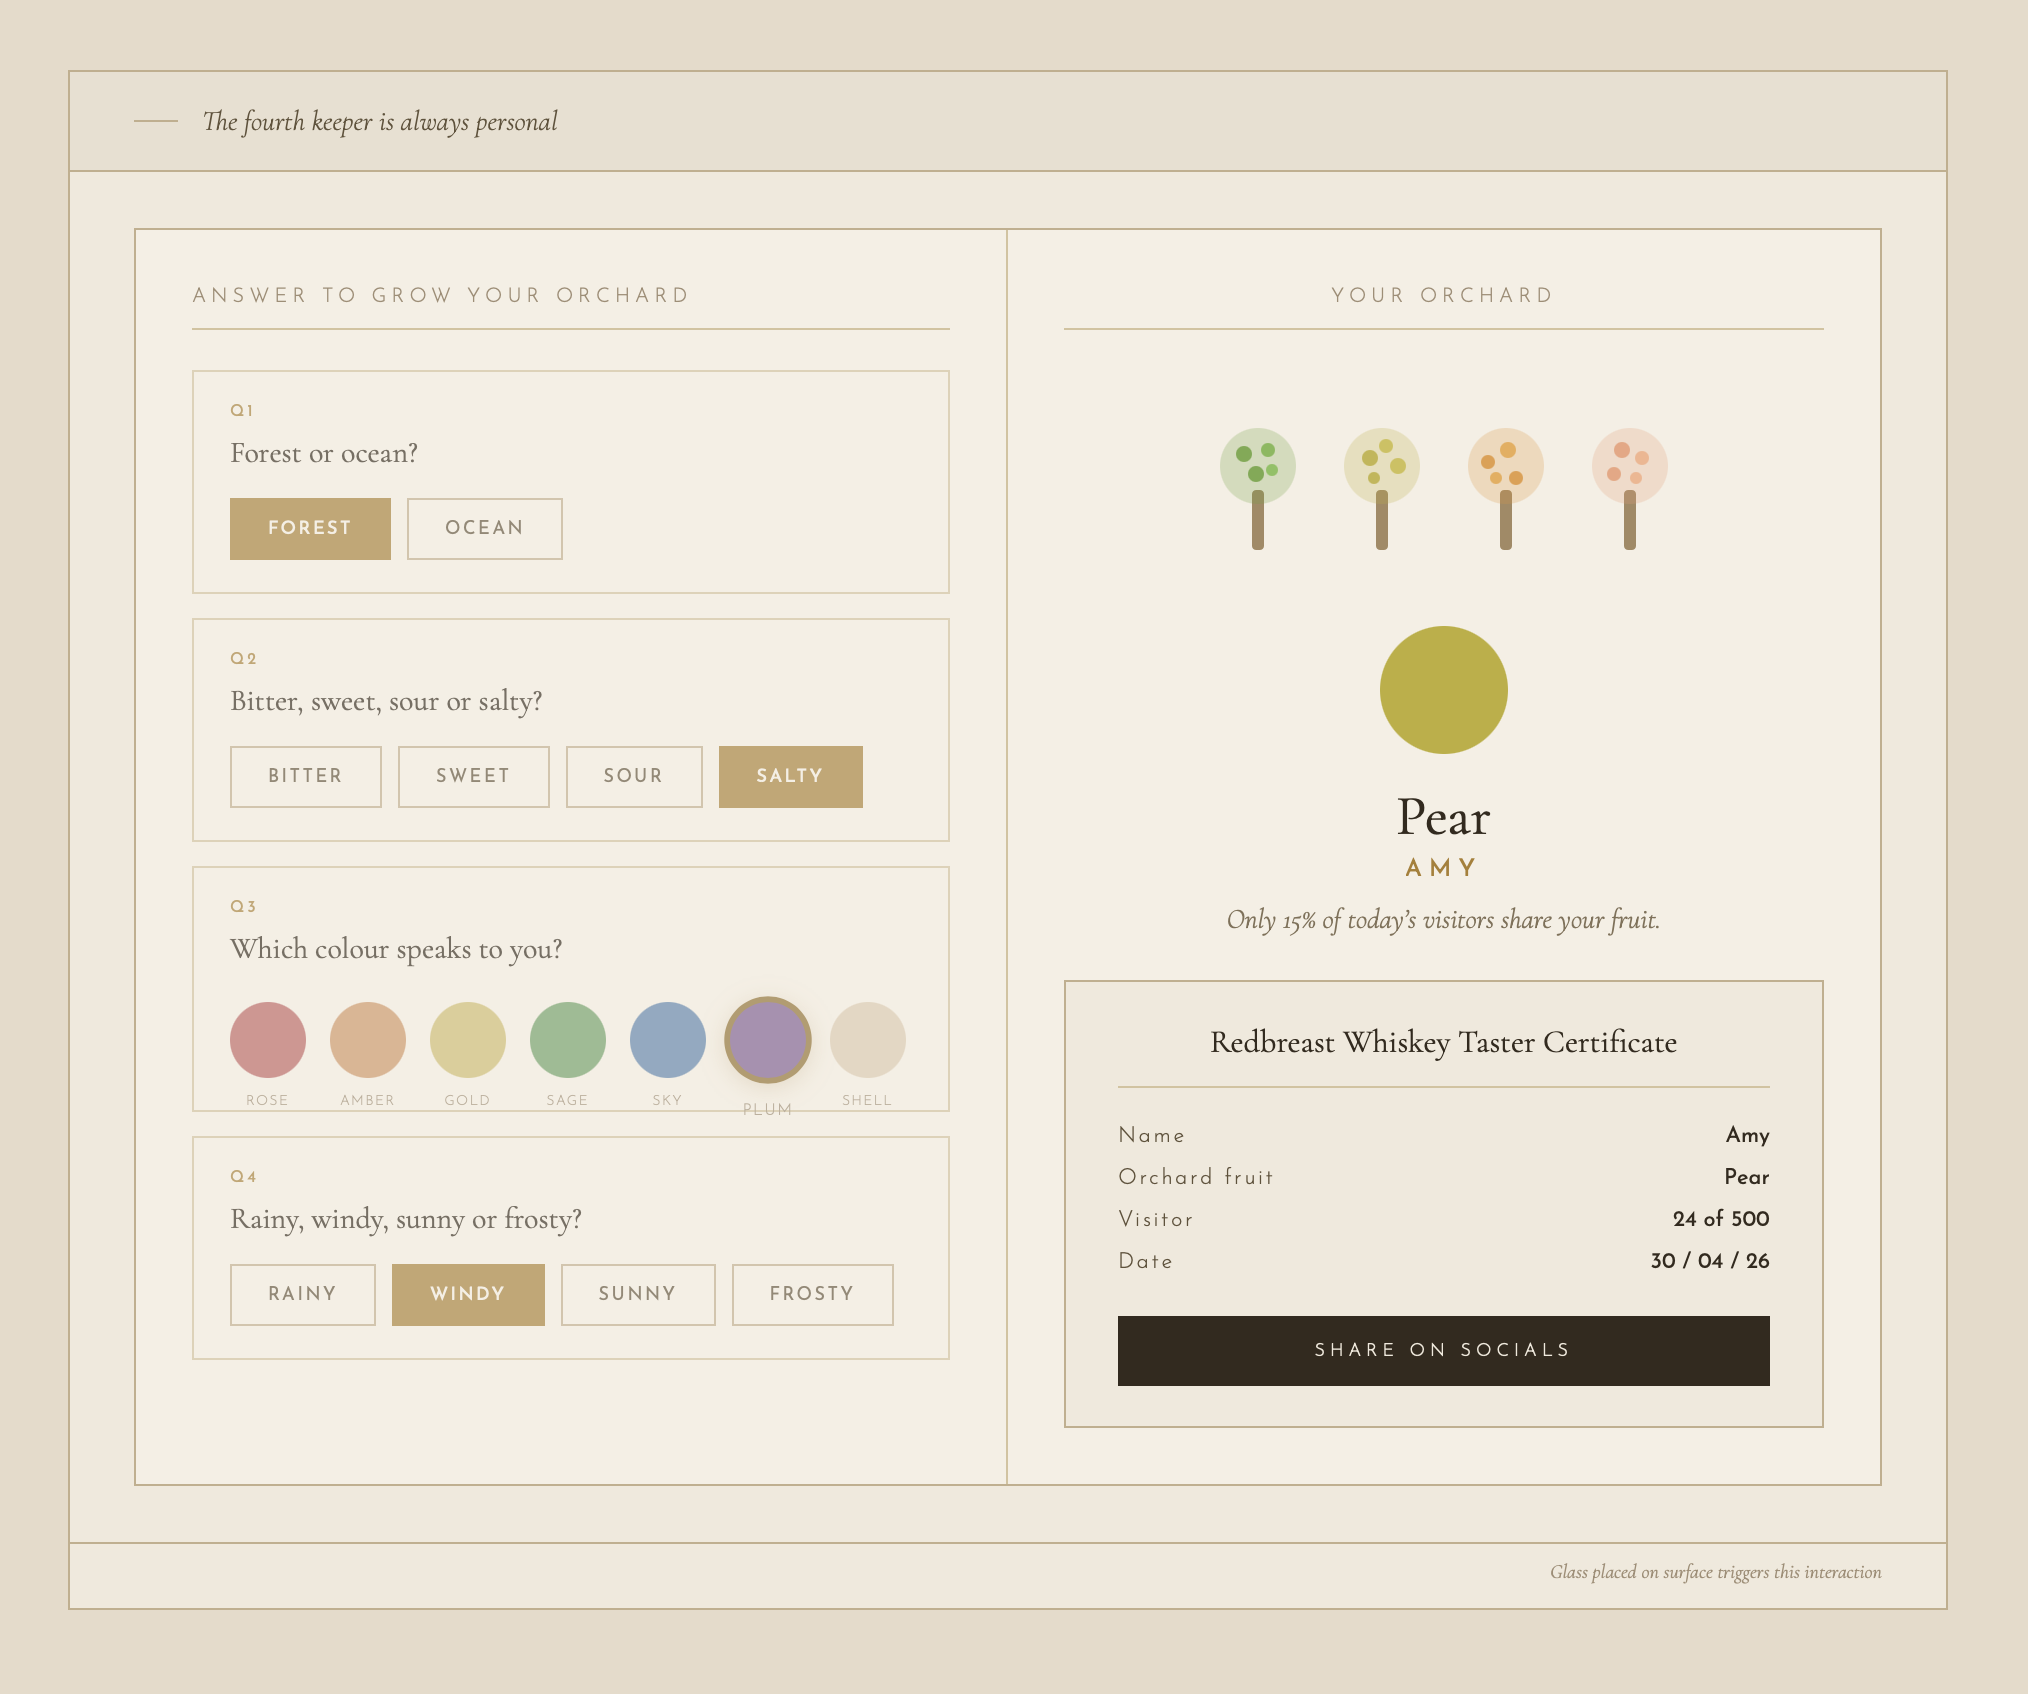 The fourth keeper is always personal
ANSWER TO GROW YOUR ORCHARD
Q1
Forest or ocean?
FOREST OCEAN
Q2
Bitter, sweet, sour or salty?
BITTER SWEET SOUR SALTY
Q3
Which colour speaks to you?
ROSE AMBER GOLD SAGE SKY PLUM SHELL
Q4
Rainy, windy, sunny or frosty?
RAINY WINDY SUNNY FROSTY
YOUR ORCHARD
Pear
AMY
Only 15% of today’s visitors share your fruit.
Redbreast Whiskey Taster Certificate
Name Amy
Orchard fruit Pear
Visitor 24 of 500
Date 30 / 04 / 26
SHARE ON SOCIALS
Glass placed on surface triggers this interaction